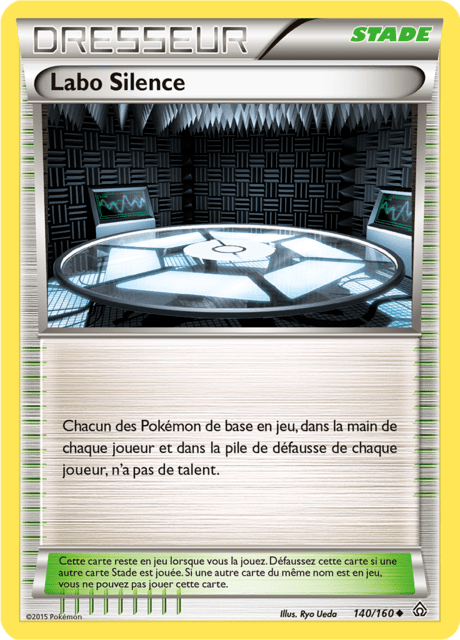 DRESSEUR
STADE
Labo Silence
Chacun des Pokémon de base en jeu, dans la main de
chaque joueur et dans la pile de défausse de chaque
joueur, n'a pas de talent.
Cette carte reste en jeu lorsque vous la jouez. Défaussez cette carte si une
autre carte Stade est jouée. Si une autre carte du même nom est en jeu,
vous ne pouvez pas jouer cette carte.
©2015 Pokémon
Illus. Ryo Ueda
140/160